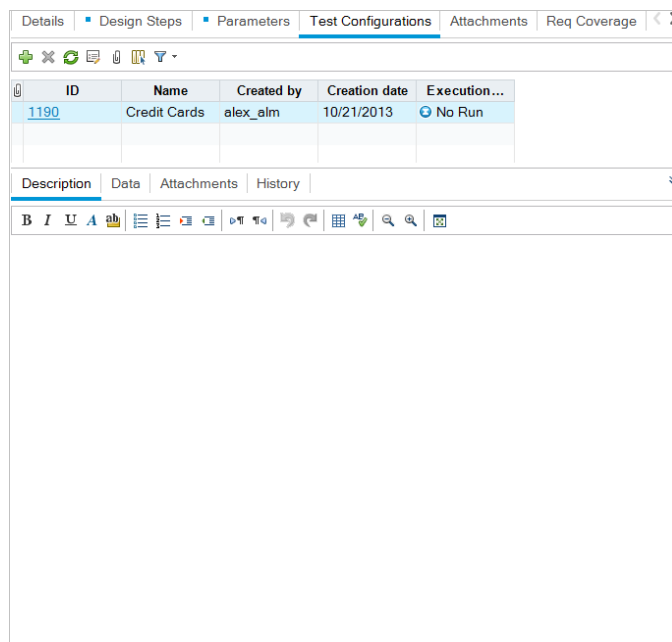 Details Design Steps Parameters Test Configurations Attachments Req Coverage
ID Name Created by Creation date Execution...
1190 Credit Cards alex_alm 10/21/2013 No Run
Description Data Attachments History
B I U A ab